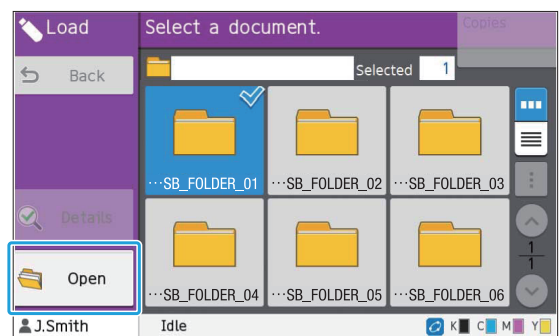 Load
Select a document.
Copies
Back
Selected 1
···SB_FOLDER_01
···SB_FOLDER_02
···SB_FOLDER_03
Details
1
1
Open
···SB_FOLDER_04
···SB_FOLDER_05
···SB_FOLDER_06
J.Smith
Idle
K C M Y